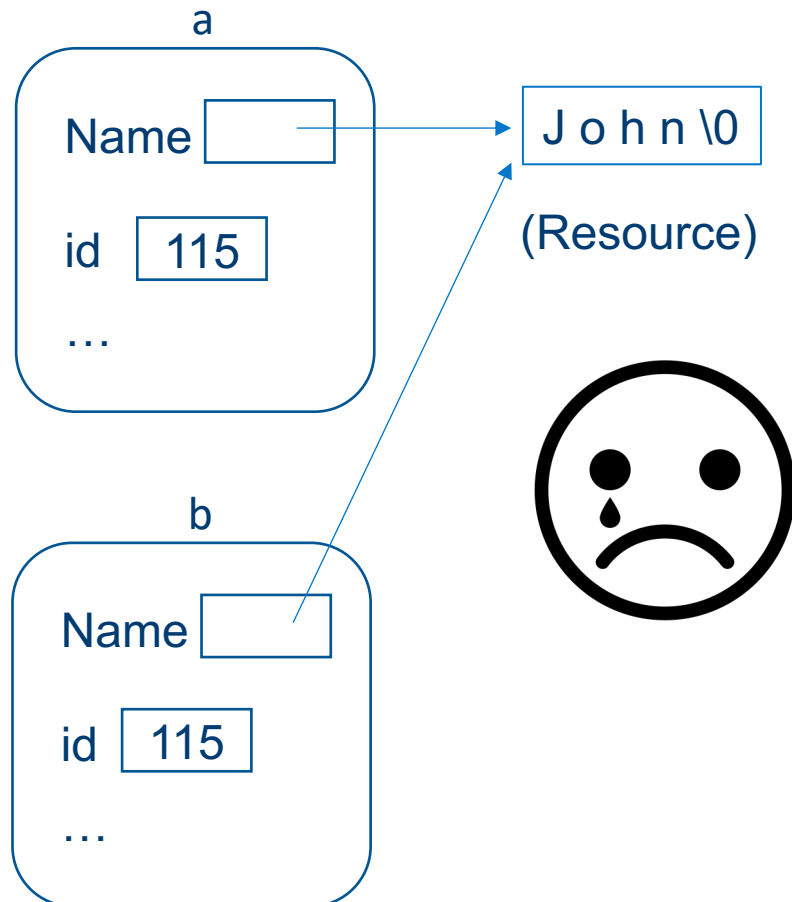 a
Name
J o h n \0
id 115
(Resource)
…
b
Name
id 115
…